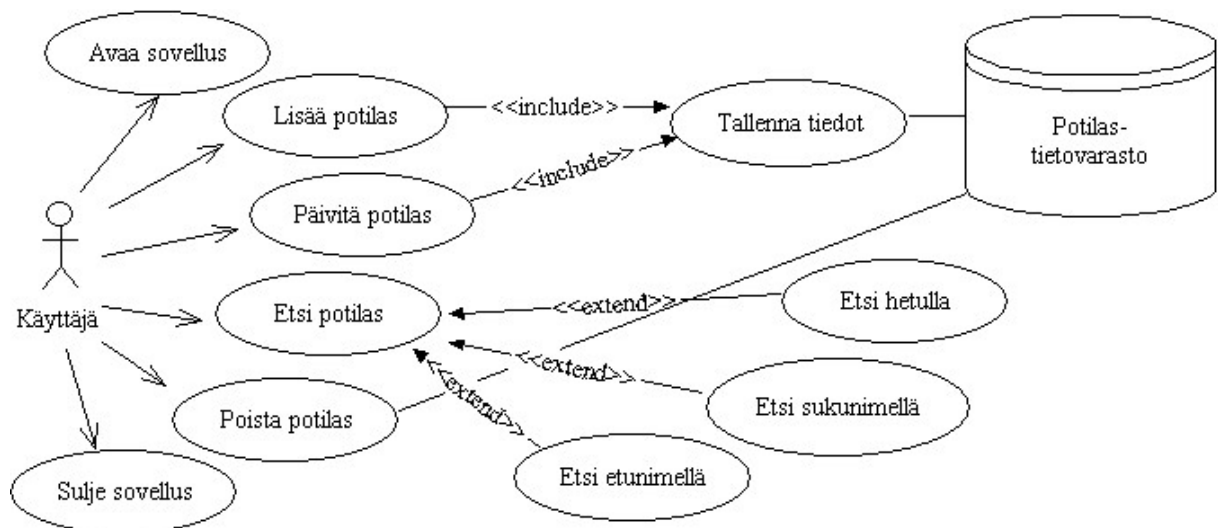 Avaa sovellus
Lisää potilas
<<include>>
Tallenna tiedot
Potilas-
tietovarasto
<<include>>
Päivitä potilas
Käyttäjä
Etsi potilas
<<extend>>
Etsi hetulla
<<extend>>
Etsi sukunimellä
<<extend>>
Poista potilas
Etsi etunimellä
Sulje sovellus